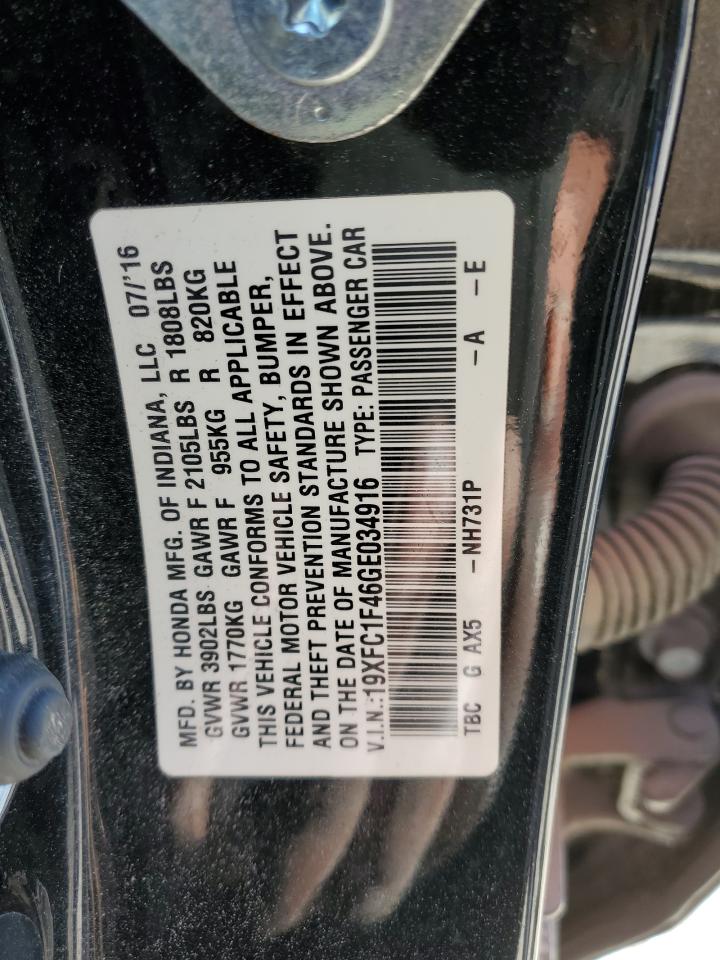 MFD. BY HONDA MFG. OF INDIANA, LLC 07/'16
GVWR 3902LBS GAWR F 2105LBS R 1808LBS
GVWR 1770KG GAWR F 955KG R 820KG
THIS VEHICLE CONFORMS TO ALL APPLICABLE
FEDERAL MOTOR VEHICLE SAFETY, BUMPER,
AND THEFT PREVENTION STANDARDS IN EFFECT
ON THE DATE OF MANUFACTURE SHOWN ABOVE.
V.I.N.:19XFC1F46GE034916 TYPE: PASSENGER CAR
TBC G AX5 -NH731P -A -E